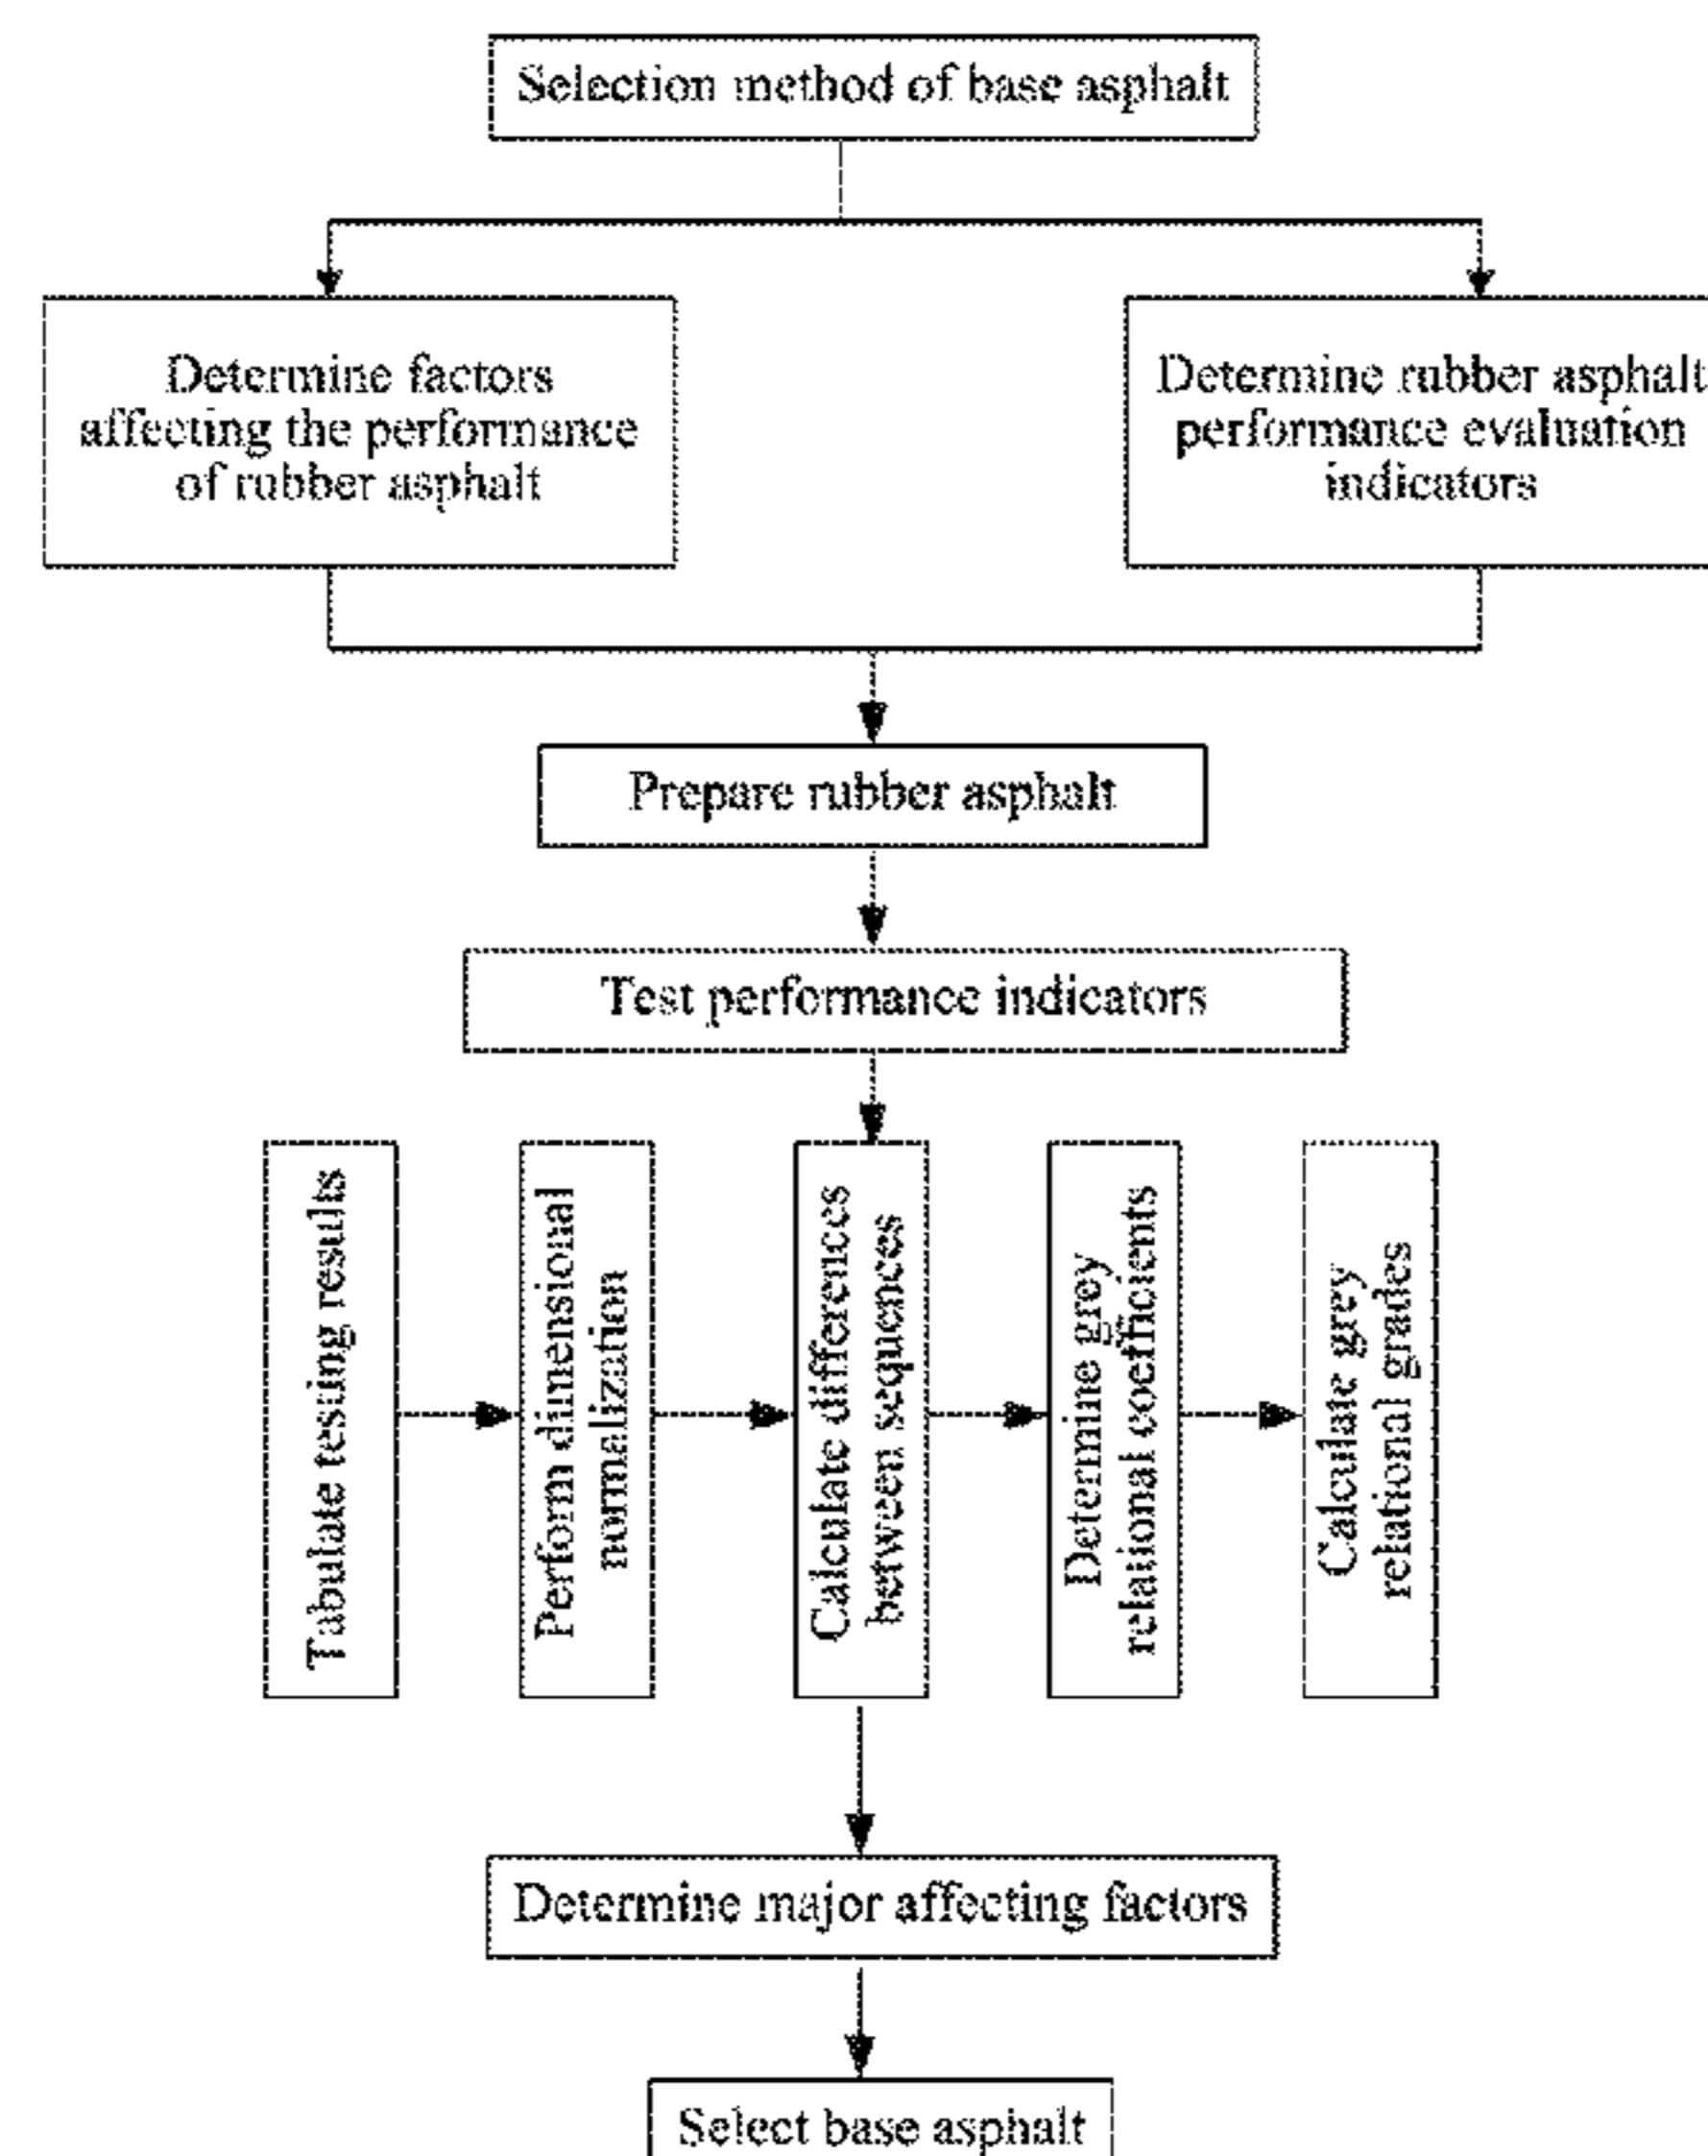 Selection method of base asphalt
Determine factors
affecting the performance
of rubber asphalt
Determine rubber asphalt
performance evaluation
indicators
Prepare rubber asphalt
Test performance indicators
Tabulate testing results
Perform dimensional
normalization
Calculate differences
between sequences
Determine grey
relational coefficients
Calculate grey
relational grades
Determine major affecting factors
Select base asphalt